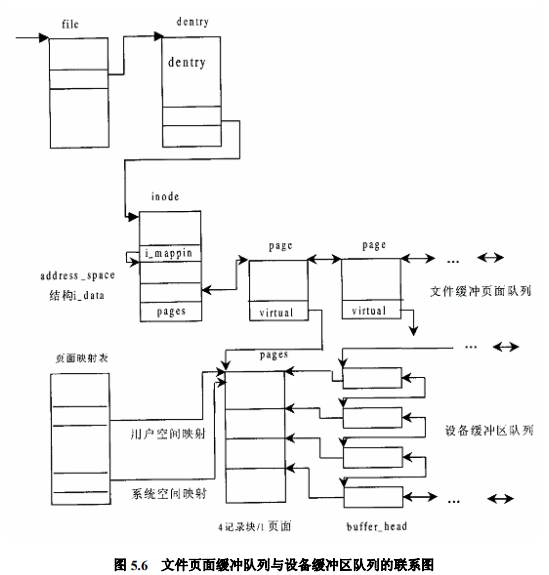 file
dentry
dentry
inode
i_mappin
address_space
结构i_data
pages
page
page
...
virtual
virtual
文件缓冲页面队列
页面映射表
pages
...
用户空间映射
设备缓冲区队列
系统空间映射
...
4记录块/1页面
buffer_head
图 5.6 文件页面缓冲队列与设备缓冲区队列的联系图